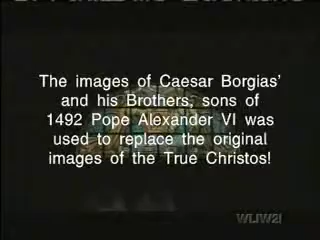 The images of Caesar Borgias'
and his Brothers, sons of
1492 Pope Alexander VI was
used to replace the original
images of the True Christos!
WLIW21